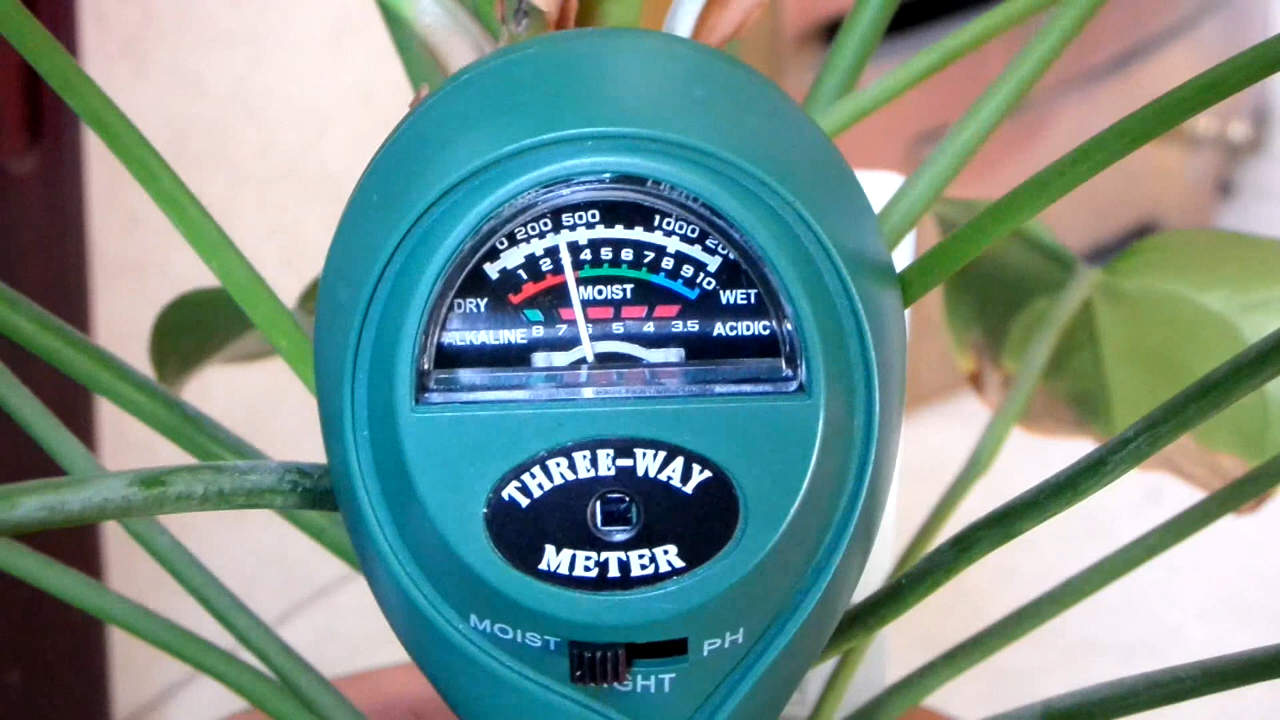 0 200 500 1000
1 2 4 5 6 7 8 9 10
DRY MOIST WET
ALKALINE 8 7 6 5 4 3.5 ACIDIC
THREE-WAY
METER
MOIST PH